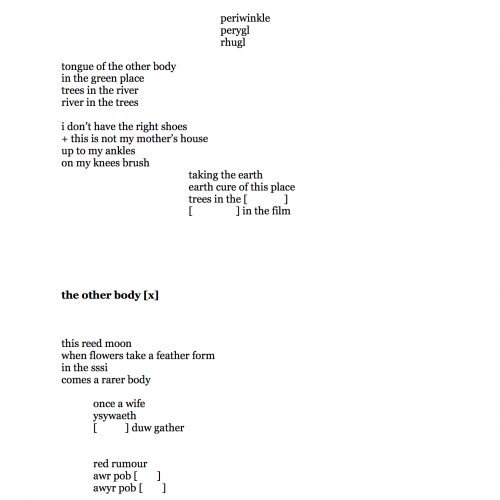 periwinkle
perygl
rhugl
tongue of the other body
in the green place
trees in the river
river in the trees
i don't have the right shoes
+ this is not my mother's house
up to my ankles
on my knees brush
taking the earth
earth cure of this place
trees in the [ ]
[ ] in the film
the other body [x]
this reed moon
when flowers take a feather form
in the sssi
comes a rarer body
once a wife
ysywaeth
[ ] duw gather
red rumour
awr pob [ ]
awyr pob [ ]